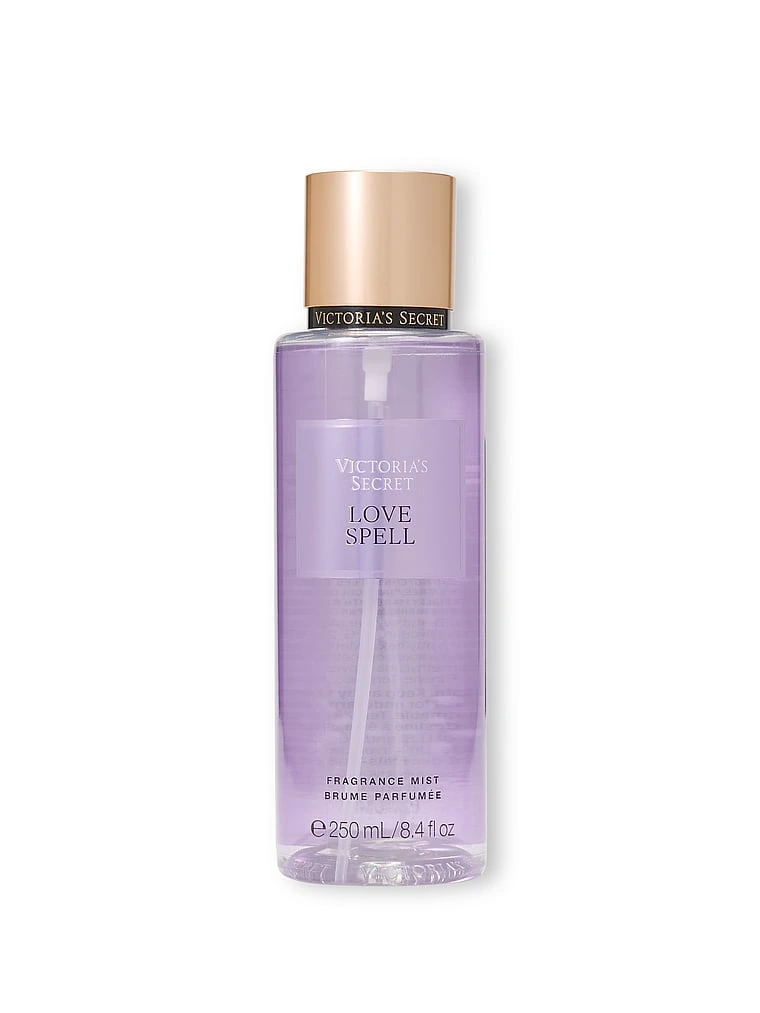 VICTORIA'S SECRET
VICTORIA'S
SECRET
LOVE
SPELL
FRAGRANCE MIST
BRUME PARFUMÉE
℮ 250 mL/8.4 fl oz